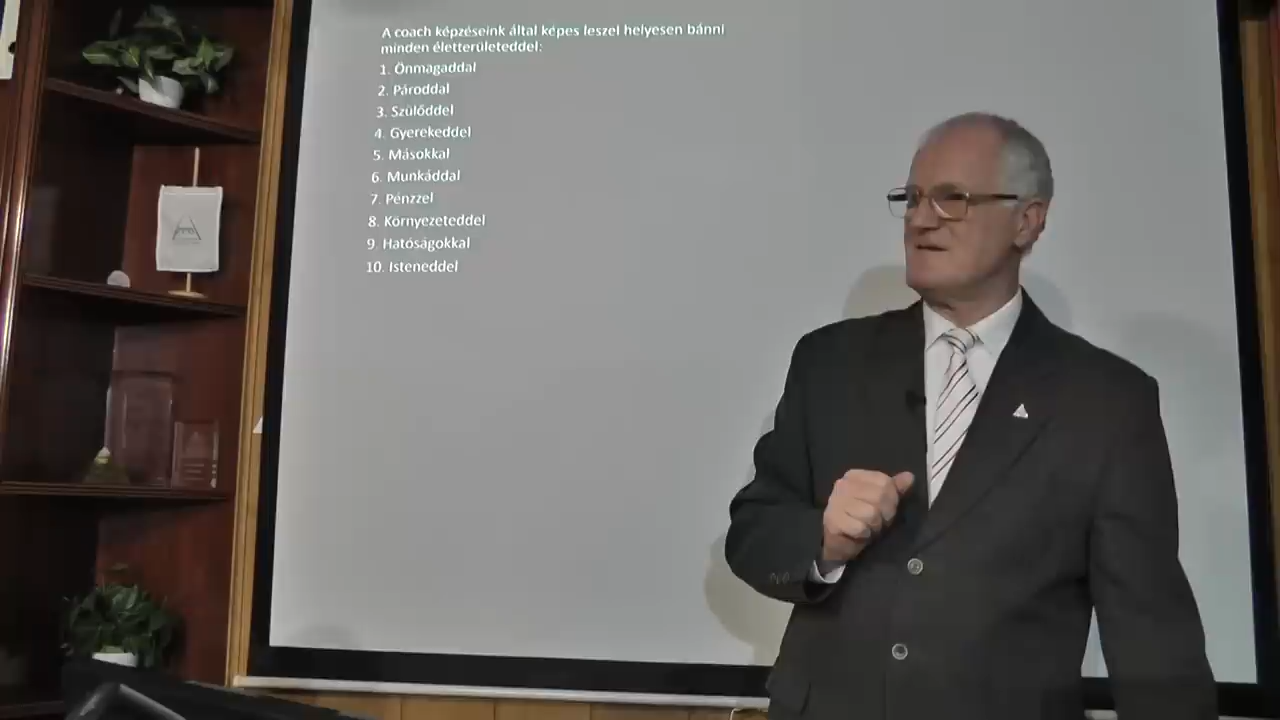 A coach képzéseink által képes leszel helyesen bánni
minden életterületeddel:
1. Önmagaddal
2. Pároddal
3. Szülőddel
4. Gyerekeddel
5. Másokkal
6. Munkáddal
7. Pénzzel
8. Környezeteddel
9. Hatóságokkal
10. Isteneddel